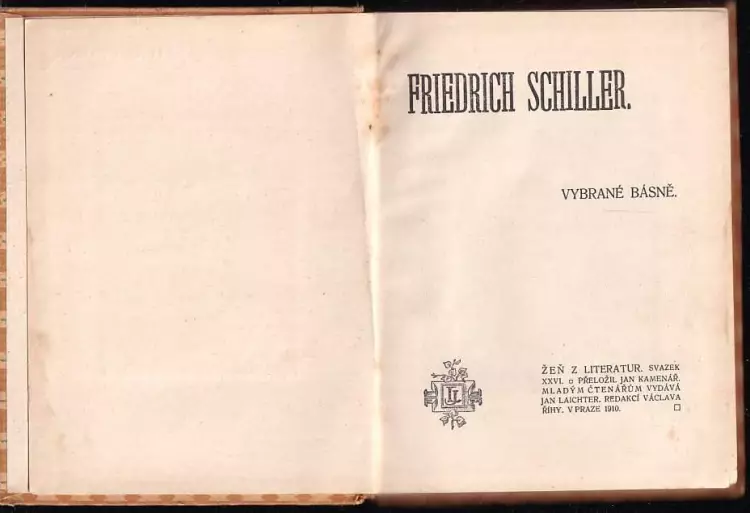 FRIEDRICH SCHILLER.
VYBRANÉ BÁSNĚ.
ŽEŇ Z LITERATUR. SVAZEK
XXVI. □ PŘELOŽIL JAN KAMENÁŘ.
MLADÝM ČTENÁŘŮM VYDÁVÁ
JAN LAICHTER. REDAKCÍ VÁCLAVA
ŘÍHY. V PRAZE 1910. □